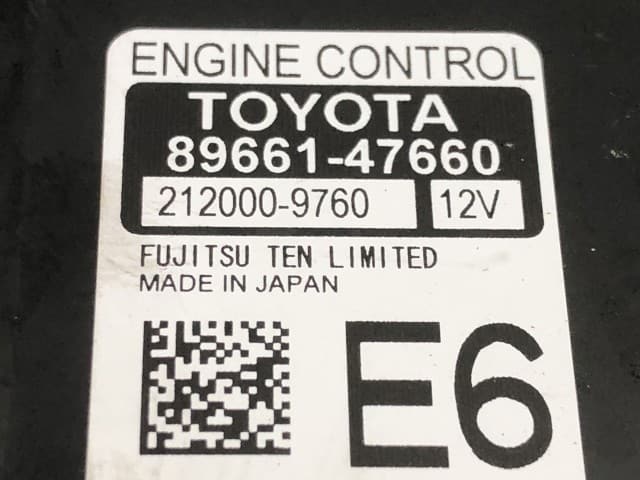 ENGINE CONTROL
TOYOTA
89661-47660
212000-9760 12V
FUJITSU TEN LIMITED
MADE IN JAPAN
E6